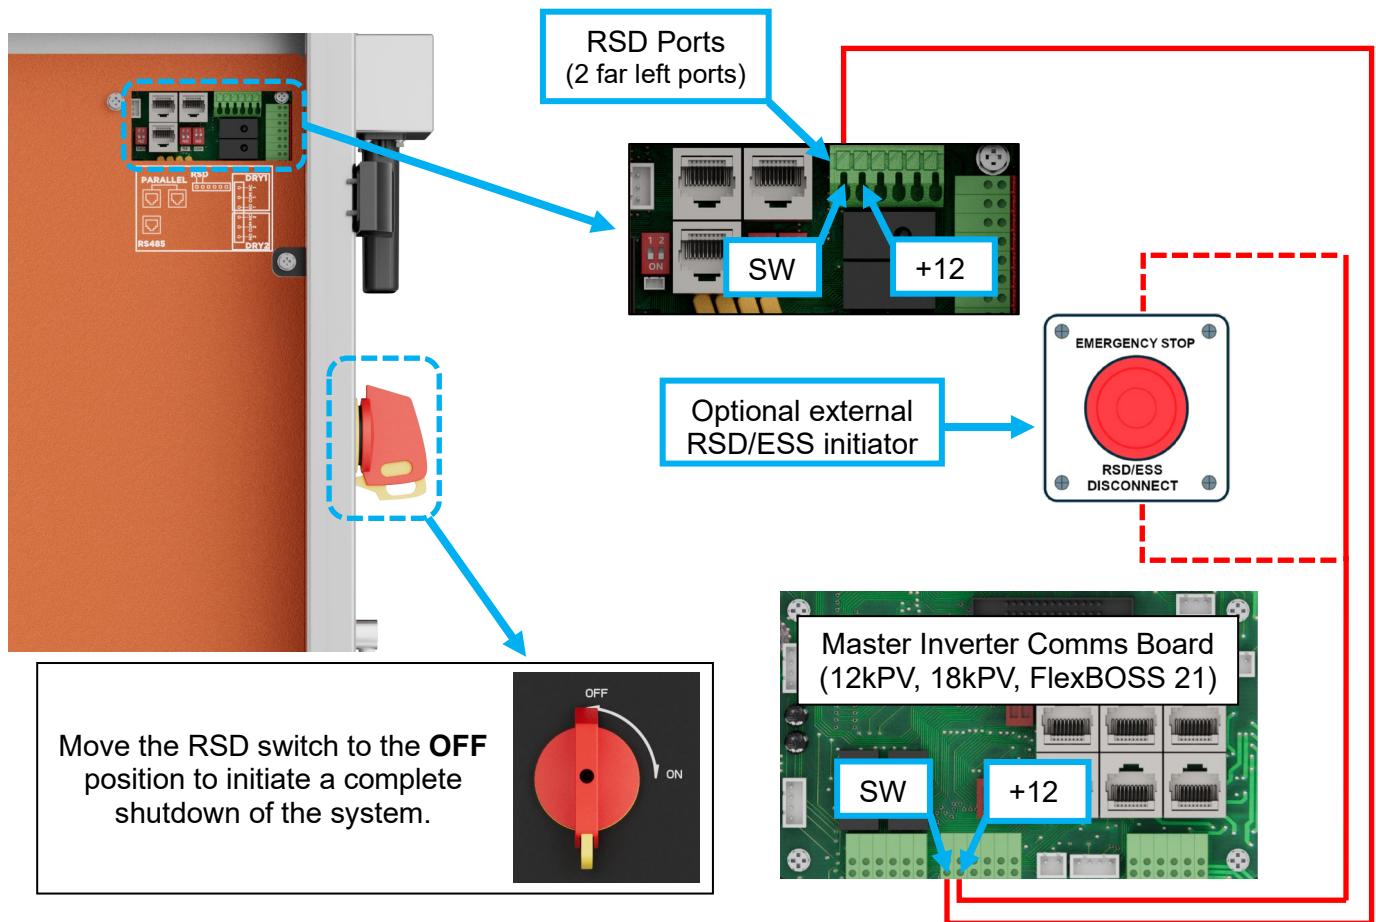 RSD Ports
(2 far left ports)
PARALLEL
RSD
DRY1
RS485
DRY2
1 2
ON
SW
+12
EMERGENCY STOP
RSD/ESS
DISCONNECT
Optional external
RSD/ESS initiator
Master Inverter Comms Board
(12kPV, 18kPV, FlexBOSS 21)
SW
+12
Move the RSD switch to the OFF
position to initiate a complete
shutdown of the system.
OFF
ON